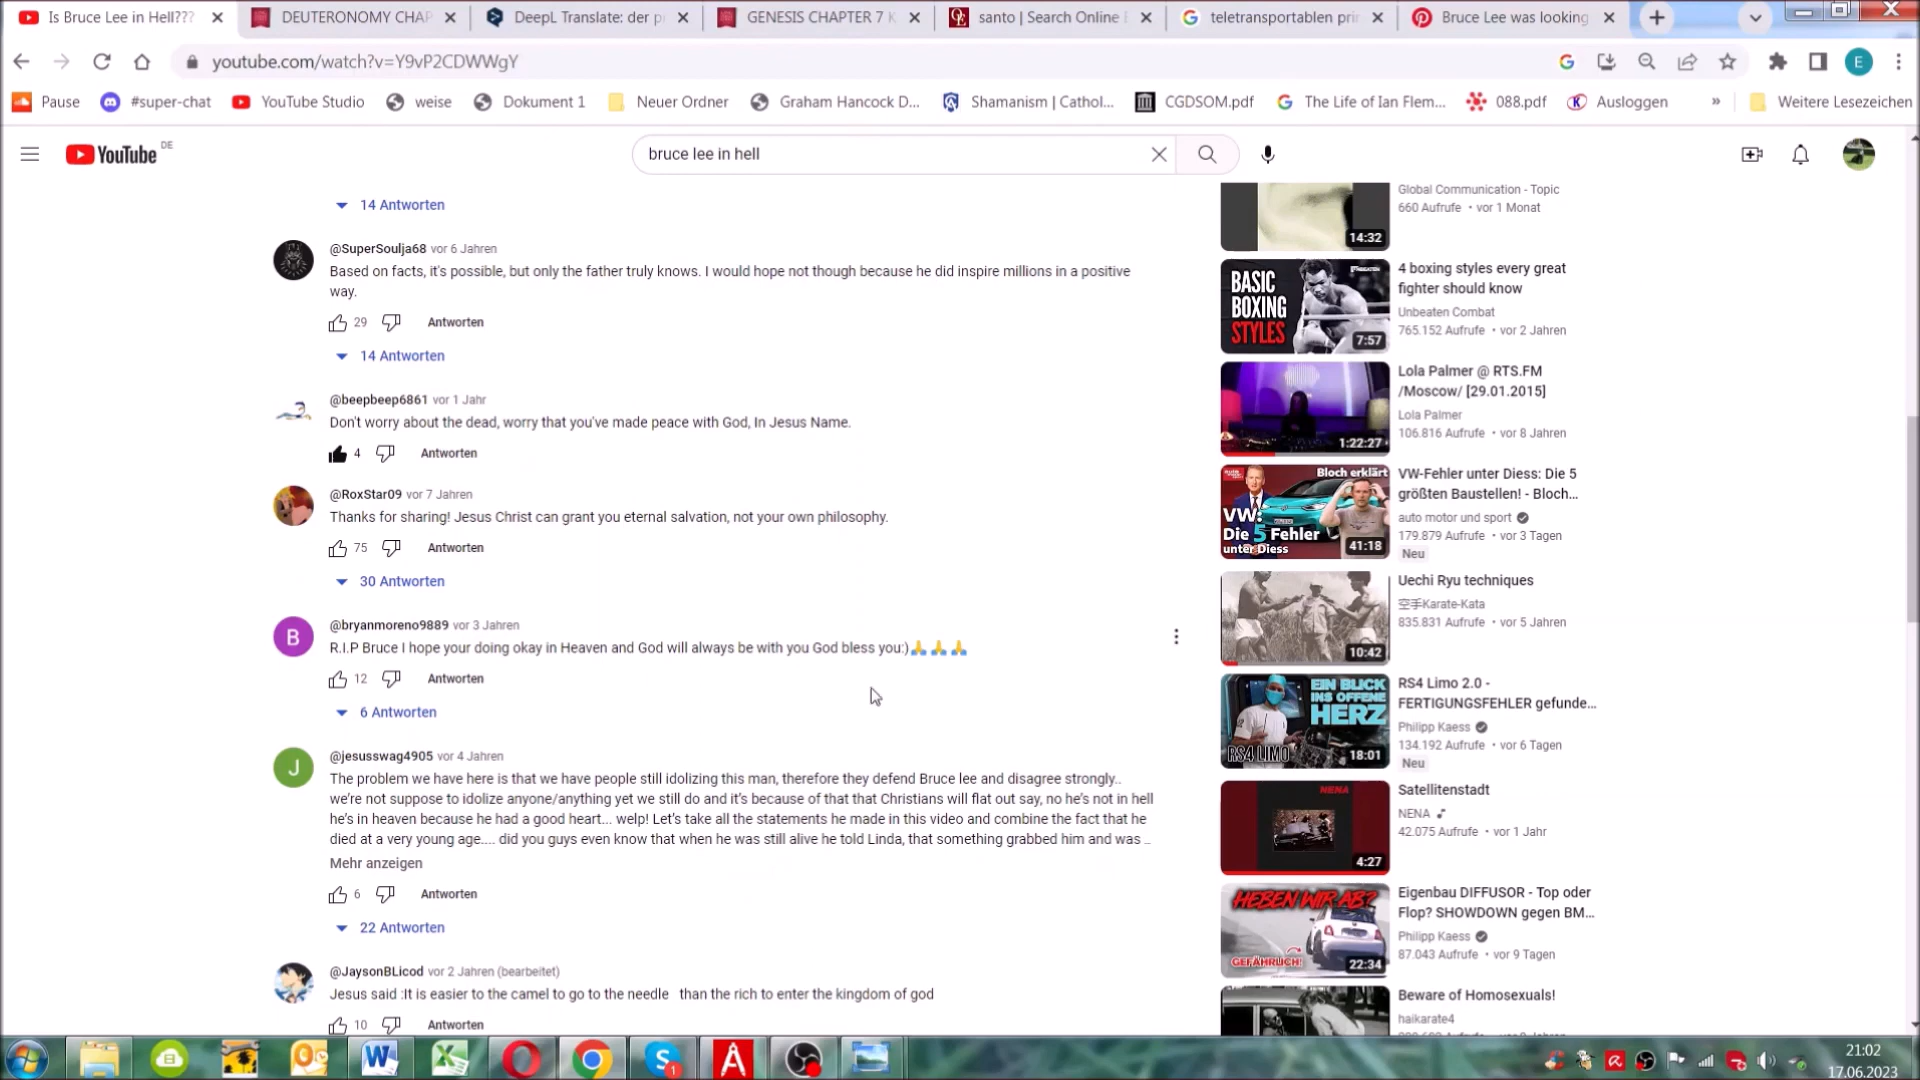 Is Bruce Lee in Hell???
DEUTERONOMY CHAP
DeepL Translate: der p
GENESIS CHAPTER 7 K
santo | Search Online E
teletransportablen prin
Bruce Lee was looking
youtube.com/watch?v=Y9vP2CDWWgY
E
Pause
#super-chat
YouTube Studio
weise
Dokument 1
Neuer Ordner
Graham Hancock D...
Shamanism | Cathol...
CGDSOM.pdf
The Life of Ian Flem...
088.pdf
Ausloggen
»
Weitere Lesezeichen
YouTube DE
bruce lee in hell
14 Antworten
@SuperSoulja68 vor 6 Jahren
Based on facts, it's possible, but only the father truly knows. I would hope not though because he did inspire millions in a positive
way.
29 Antworten
14 Antworten
@beepbeep6861 vor 1 Jahr
Don't worry about the dead, worry that you've made peace with God, In Jesus Name.
4 Antworten
@RoxStar09 vor 7 Jahren
Thanks for sharing! Jesus Christ can grant you eternal salvation, not your own philosophy.
75 Antworten
30 Antworten
B
@bryanmoreno9889 vor 3 Jahren
R.I.P Bruce I hope your doing okay in Heaven and God will always be with you God bless you:)🙏🙏🙏
12 Antworten
6 Antworten
J
@jesusswag4905 vor 4 Jahren
The problem we have here is that we have people still idolizing this man, therefore they defend Bruce lee and disagree strongly..
we're not suppose to idolize anyone/anything yet we still do and it's because of that that Christians will flat out say, no he's not in hell
he's in heaven because he had a good heart... welp! Let's take all the statements he made in this video and combine the fact that he
died at a very young age.... did you guys even know that when he was still alive he told Linda, that something grabbed him and was ..
Mehr anzeigen
6 Antworten
22 Antworten
@JaysonBLicod vor 2 Jahren (bearbeitet)
Jesus said :It is easier to the camel to go to the needle than the rich to enter the kingdom of god
10 Antworten
14:32
Global Communication - Topic
660 Aufrufe • vor 1 Monat
BASIC
BOXING
STYLES
7:57
4 boxing styles every great
fighter should know
Unbeaten Combat
765.152 Aufrufe • vor 2 Jahren
1:22:27
Lola Palmer @ RTS.FM
/Moscow/ [29.01.2015]
Lola Palmer
106.816 Aufrufe • vor 8 Jahren
Bloch erklärt
VW:
Die 5 Fehler
unter Diess
41:18
VW-Fehler unter Diess: Die 5
größten Baustellen! - Bloch...
auto motor und sport
179.879 Aufrufe • vor 3 Tagen
Neu
10:42
Uechi Ryu techniques
空手Karate-Kata
835.831 Aufrufe • vor 5 Jahren
EIN BLICK
INS OFFENE
HERZ
RS4 LIMO
18:01
RS4 Limo 2.0 -
FERTIGUNGSFEHLER gefunde...
Philipp Kaess
134.192 Aufrufe • vor 6 Tagen
Neu
NENA
4:27
Satellitenstadt
NENA
42.075 Aufrufe • vor 1 Jahr
HEBEN WIR AB?
GEFÄHRLICH!
22:34
Eigenbau DIFFUSOR - Top oder
Flop? SHOWDOWN gegen BM...
Philipp Kaess
87.043 Aufrufe • vor 9 Tagen
Beware of Homosexuals!
haikarate4
1
21:02
17.06.2023